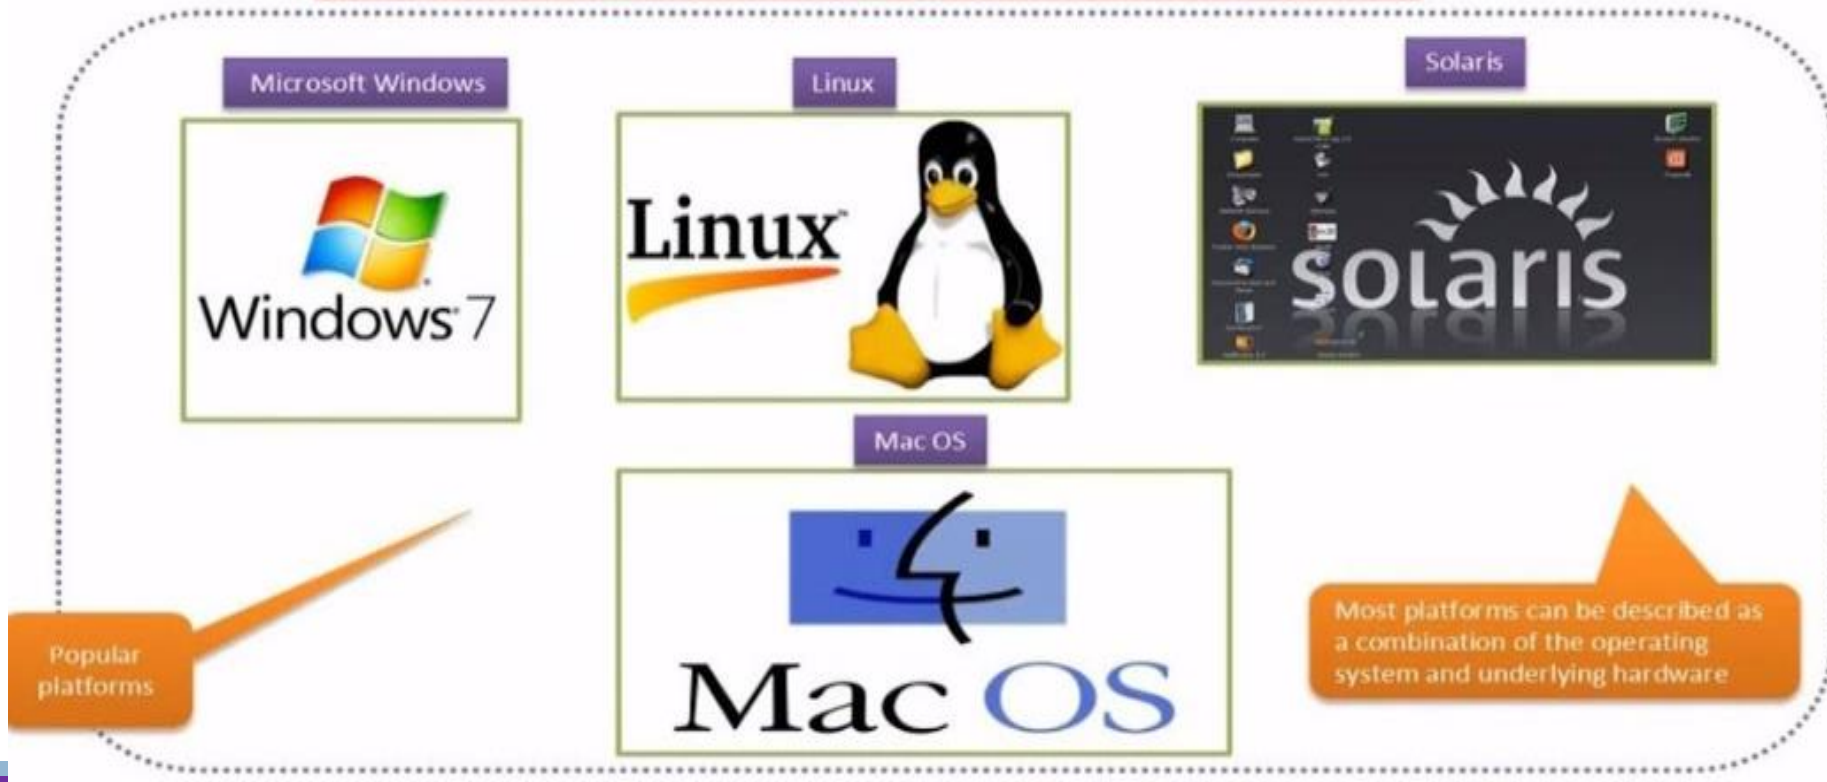 Microsoft Windows
Linux
Solaris
Windows 7
Linux™
solaris
Mac OS
Mac OS
Popular
platforms
Most platforms can be described as
a combination of the operating
system and underlying hardware